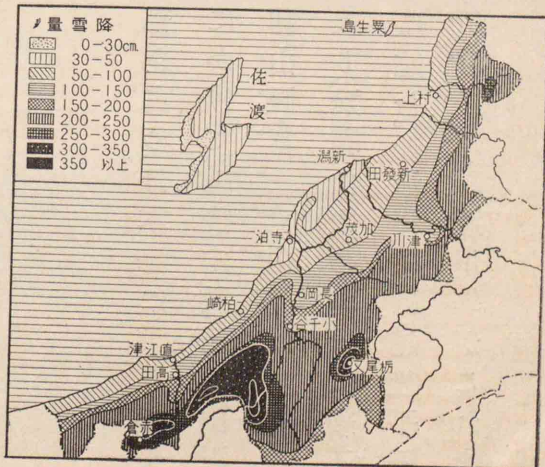 量雪降
0-30cm.
30-50
50-100
100-150
150-200
200-250
250-300
300-350
350 以上
島生粟
佐
渡
上村
潟新
田發新
泊寺
茂加
川津
岡長
崎柏
谷千小
津江直
田高
又尾栃
倉赤